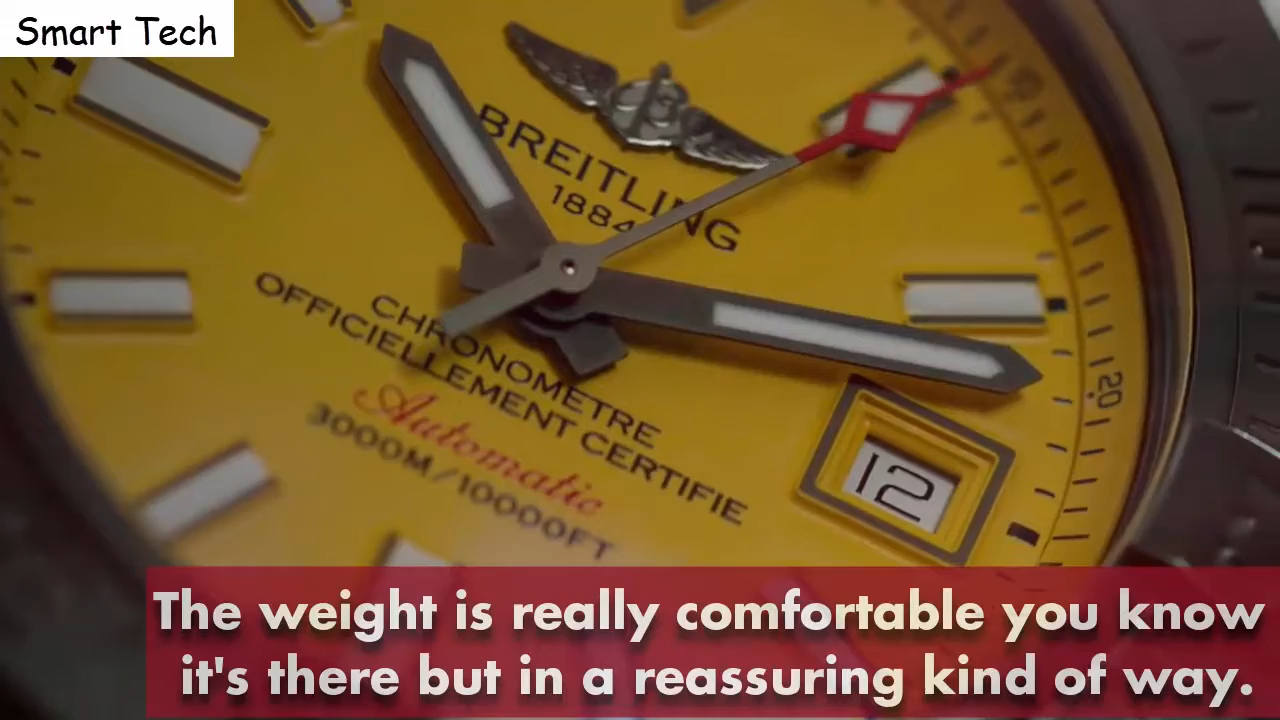 Smart Tech
BREITLING
1884
CHRONOMETRE
OFFICIELLEMENT CERTIFIE
Automatic
3000M/10000FT
12
20
The weight is really comfortable you know
it's there but in a reassuring kind of way.